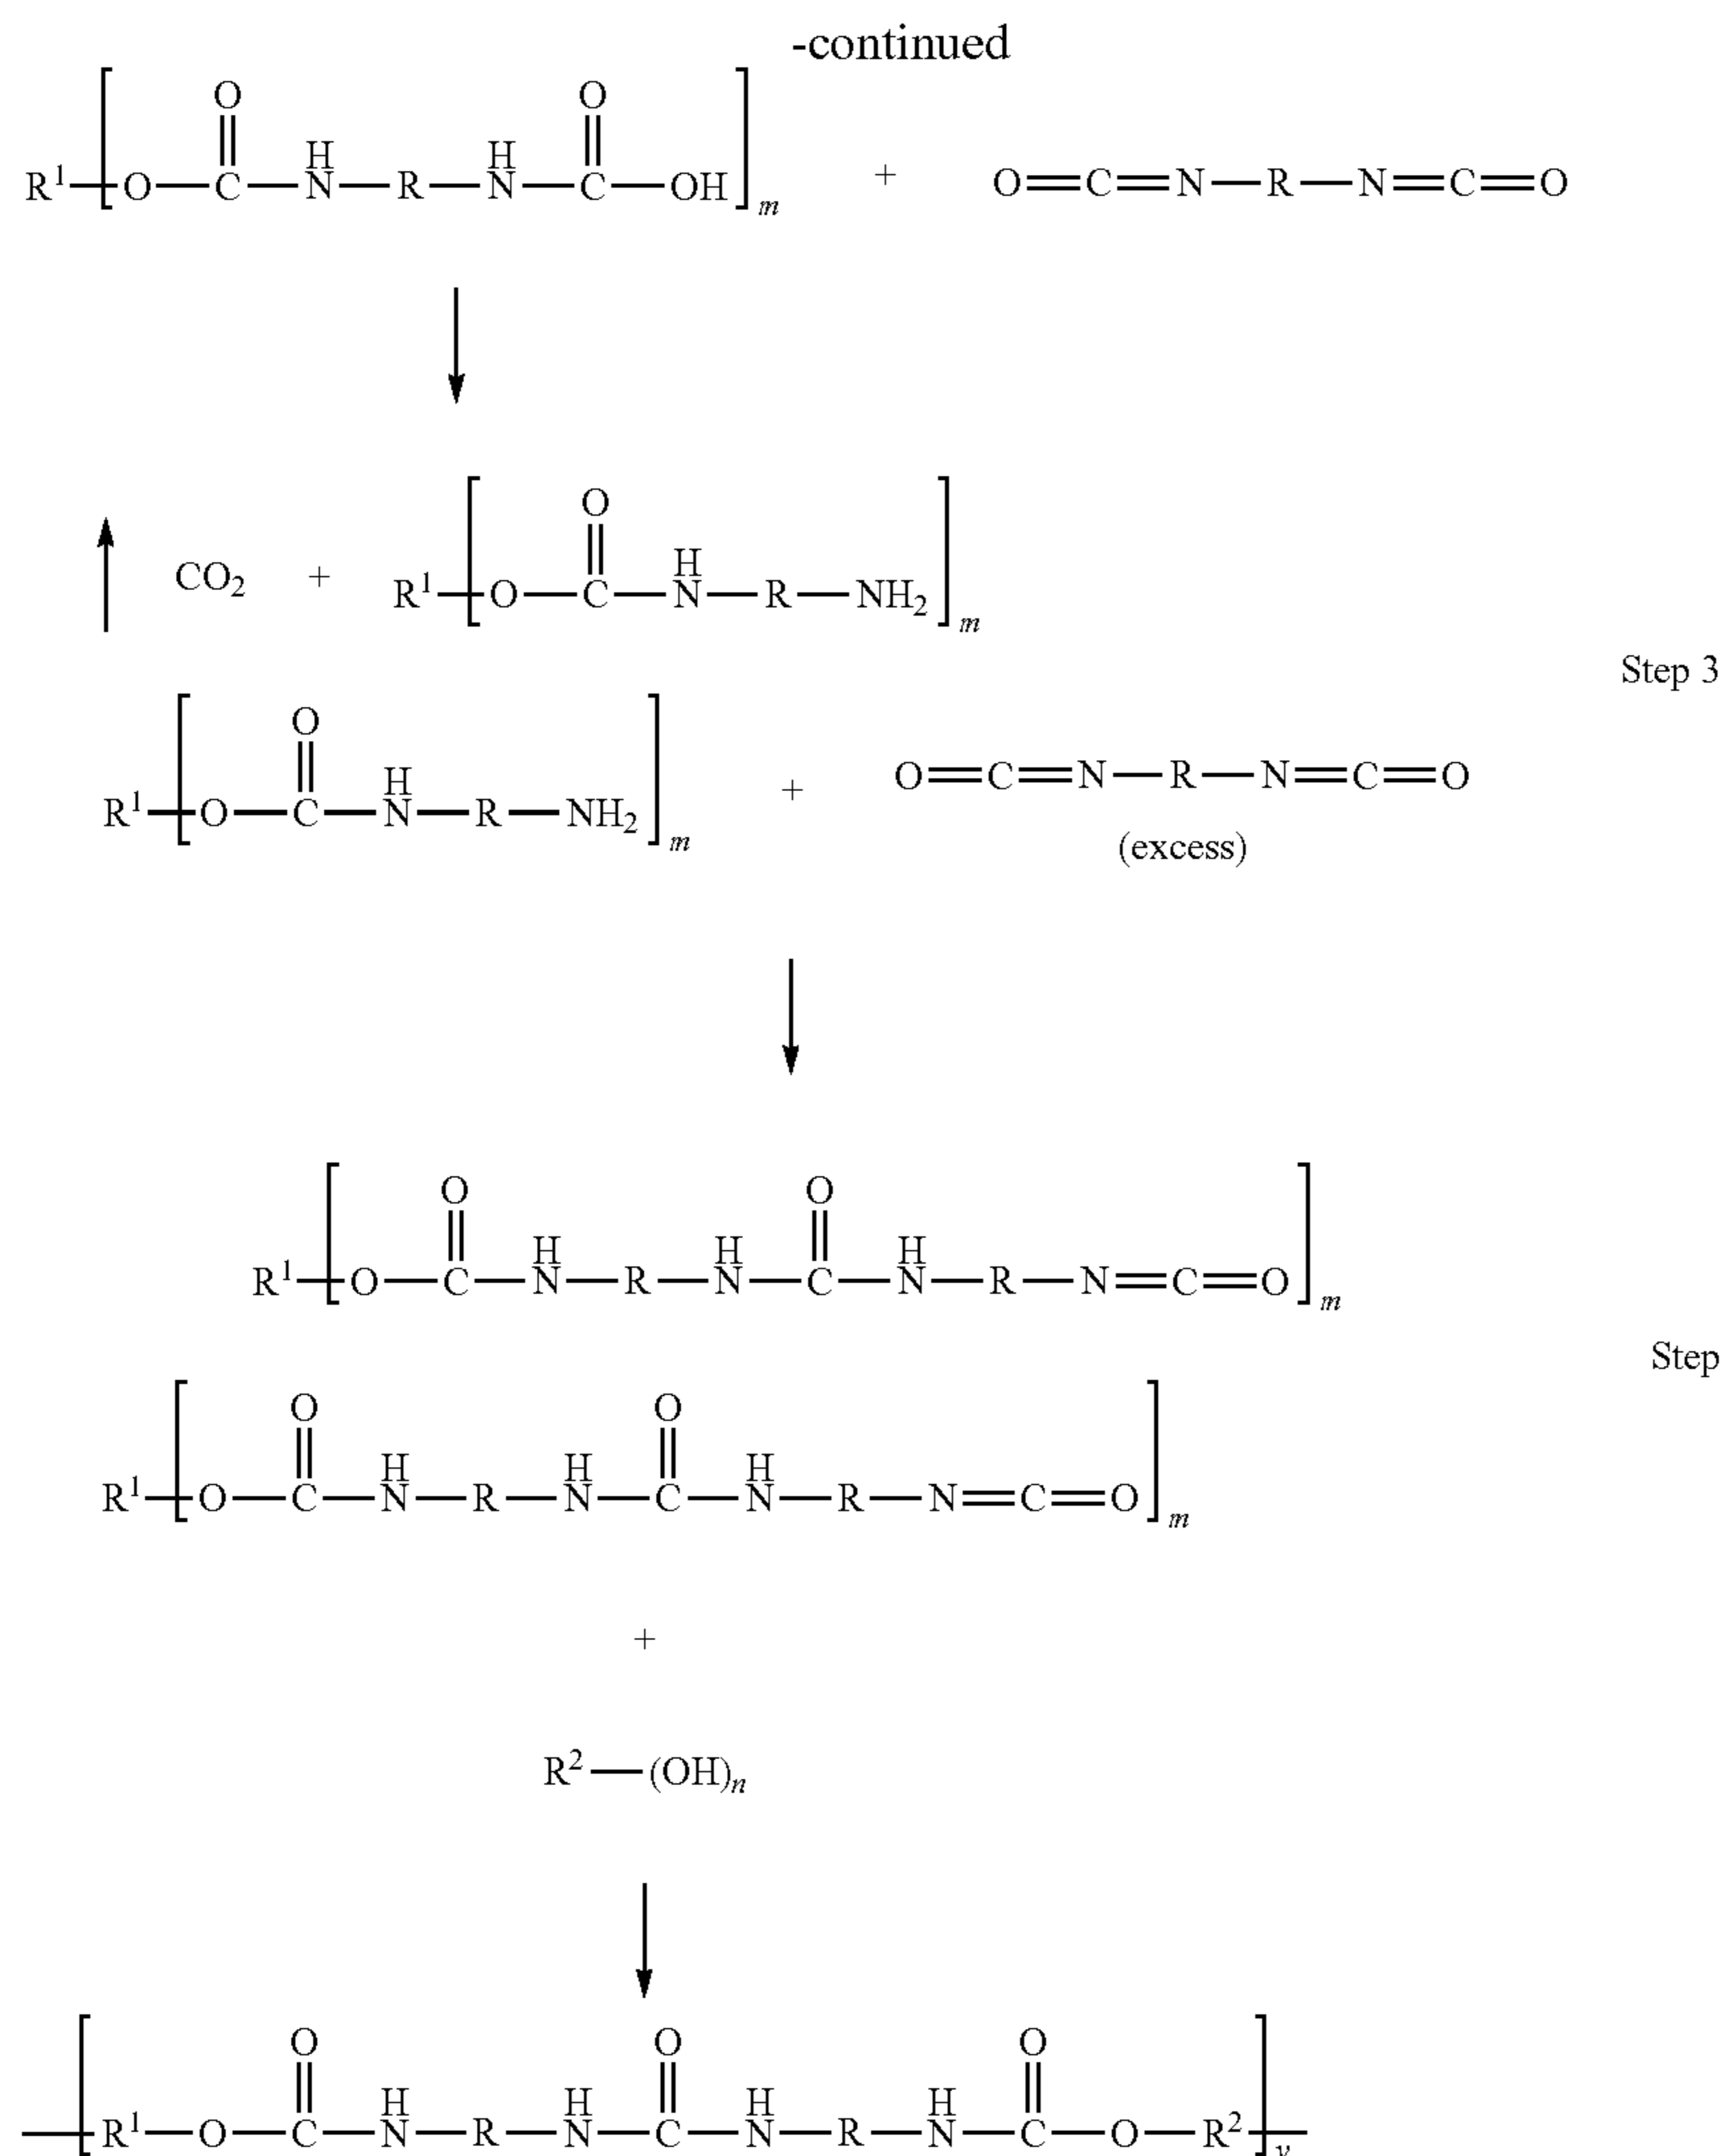 -continued
R¹—[O—C(=O)—NH—R—NH—C(=O)—OH]m + O=C=N—R—N=C=O
↑ CO₂ + R¹—[O—C(=O)—NH—R—NH₂]m
Step 3
R¹—[O—C(=O)—NH—R—NH₂]m + O=C=N—R—N=C=O
(excess)
R¹—[O—C(=O)—NH—R—NH—C(=O)—NH—R—N=C=O]m
Step
R¹—[O—C(=O)—NH—R—NH—C(=O)—NH—R—N=C=O]m
+
R²—(OH)n
—[R¹—O—C(=O)—NH—R—NH—C(=O)—NH—R—NH—C(=O)—O—R²]—